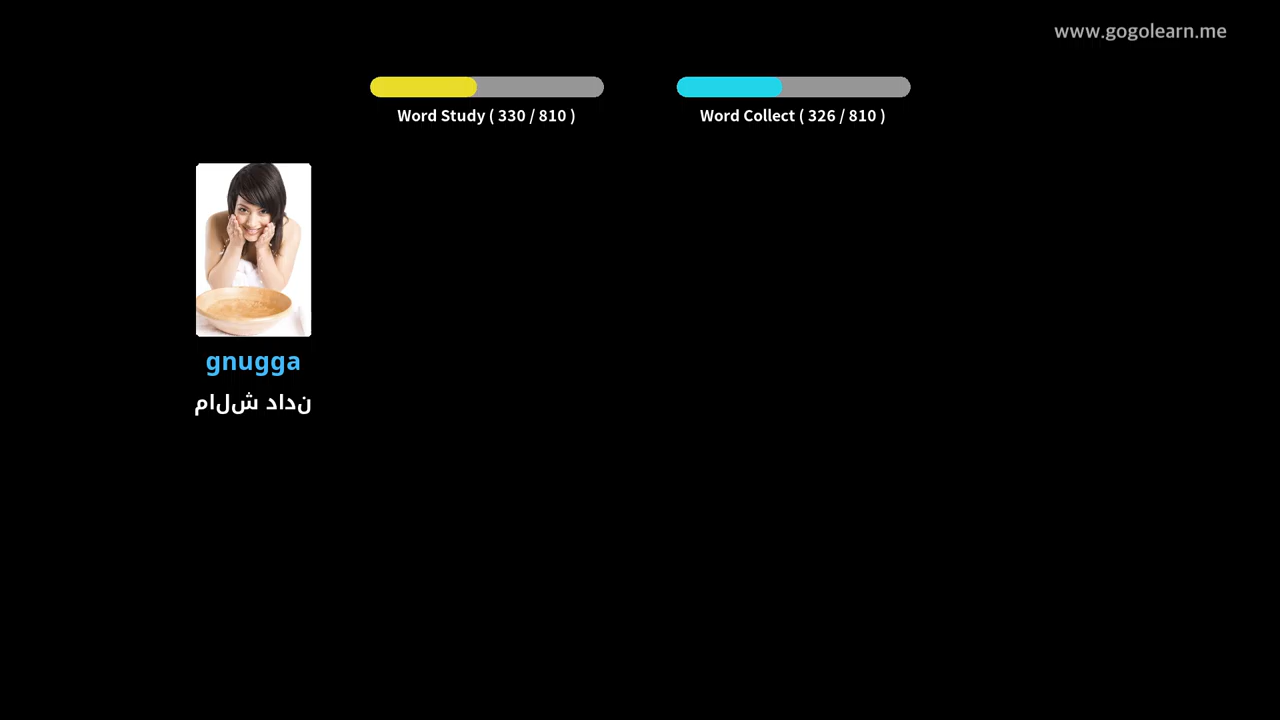 www.gogolearn.me
Word Study ( 330 / 810 )
Word Collect ( 326 / 810 )
gnugga
مالش دادن